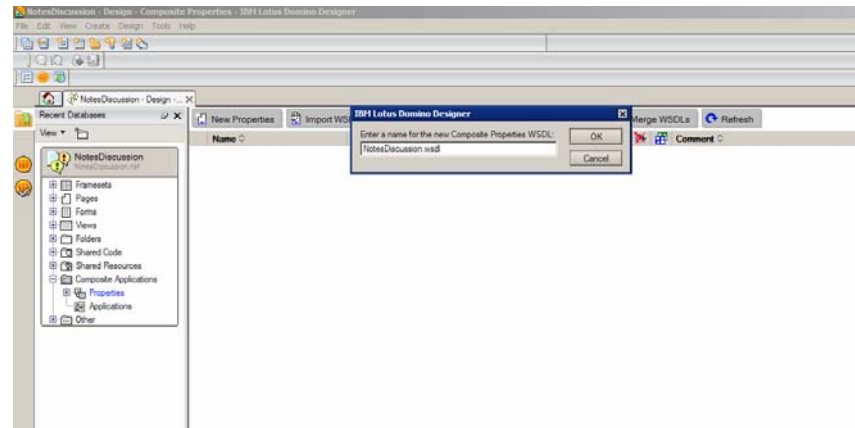 NotesDiscussion - Design - Composite Properties - IBM Lotus Domino Designer
File Edit View Create Design Tools Help
NotesDiscussion - Design -...
Recent Databases
View
NotesDiscussion
NotesDiscussion.nsf
Framesets
Pages
Forms
Views
Folders
Shared Code
Shared Resources
Composite Applications
Properties
Applications
Other
New Properties
Import WS
Merge WSDLs
Refresh
Name
Comment
IBM Lotus Domino Designer
Enter a name for the new Composite Properties WSDL:
NotesDiscussion.wsdl
OK
Cancel